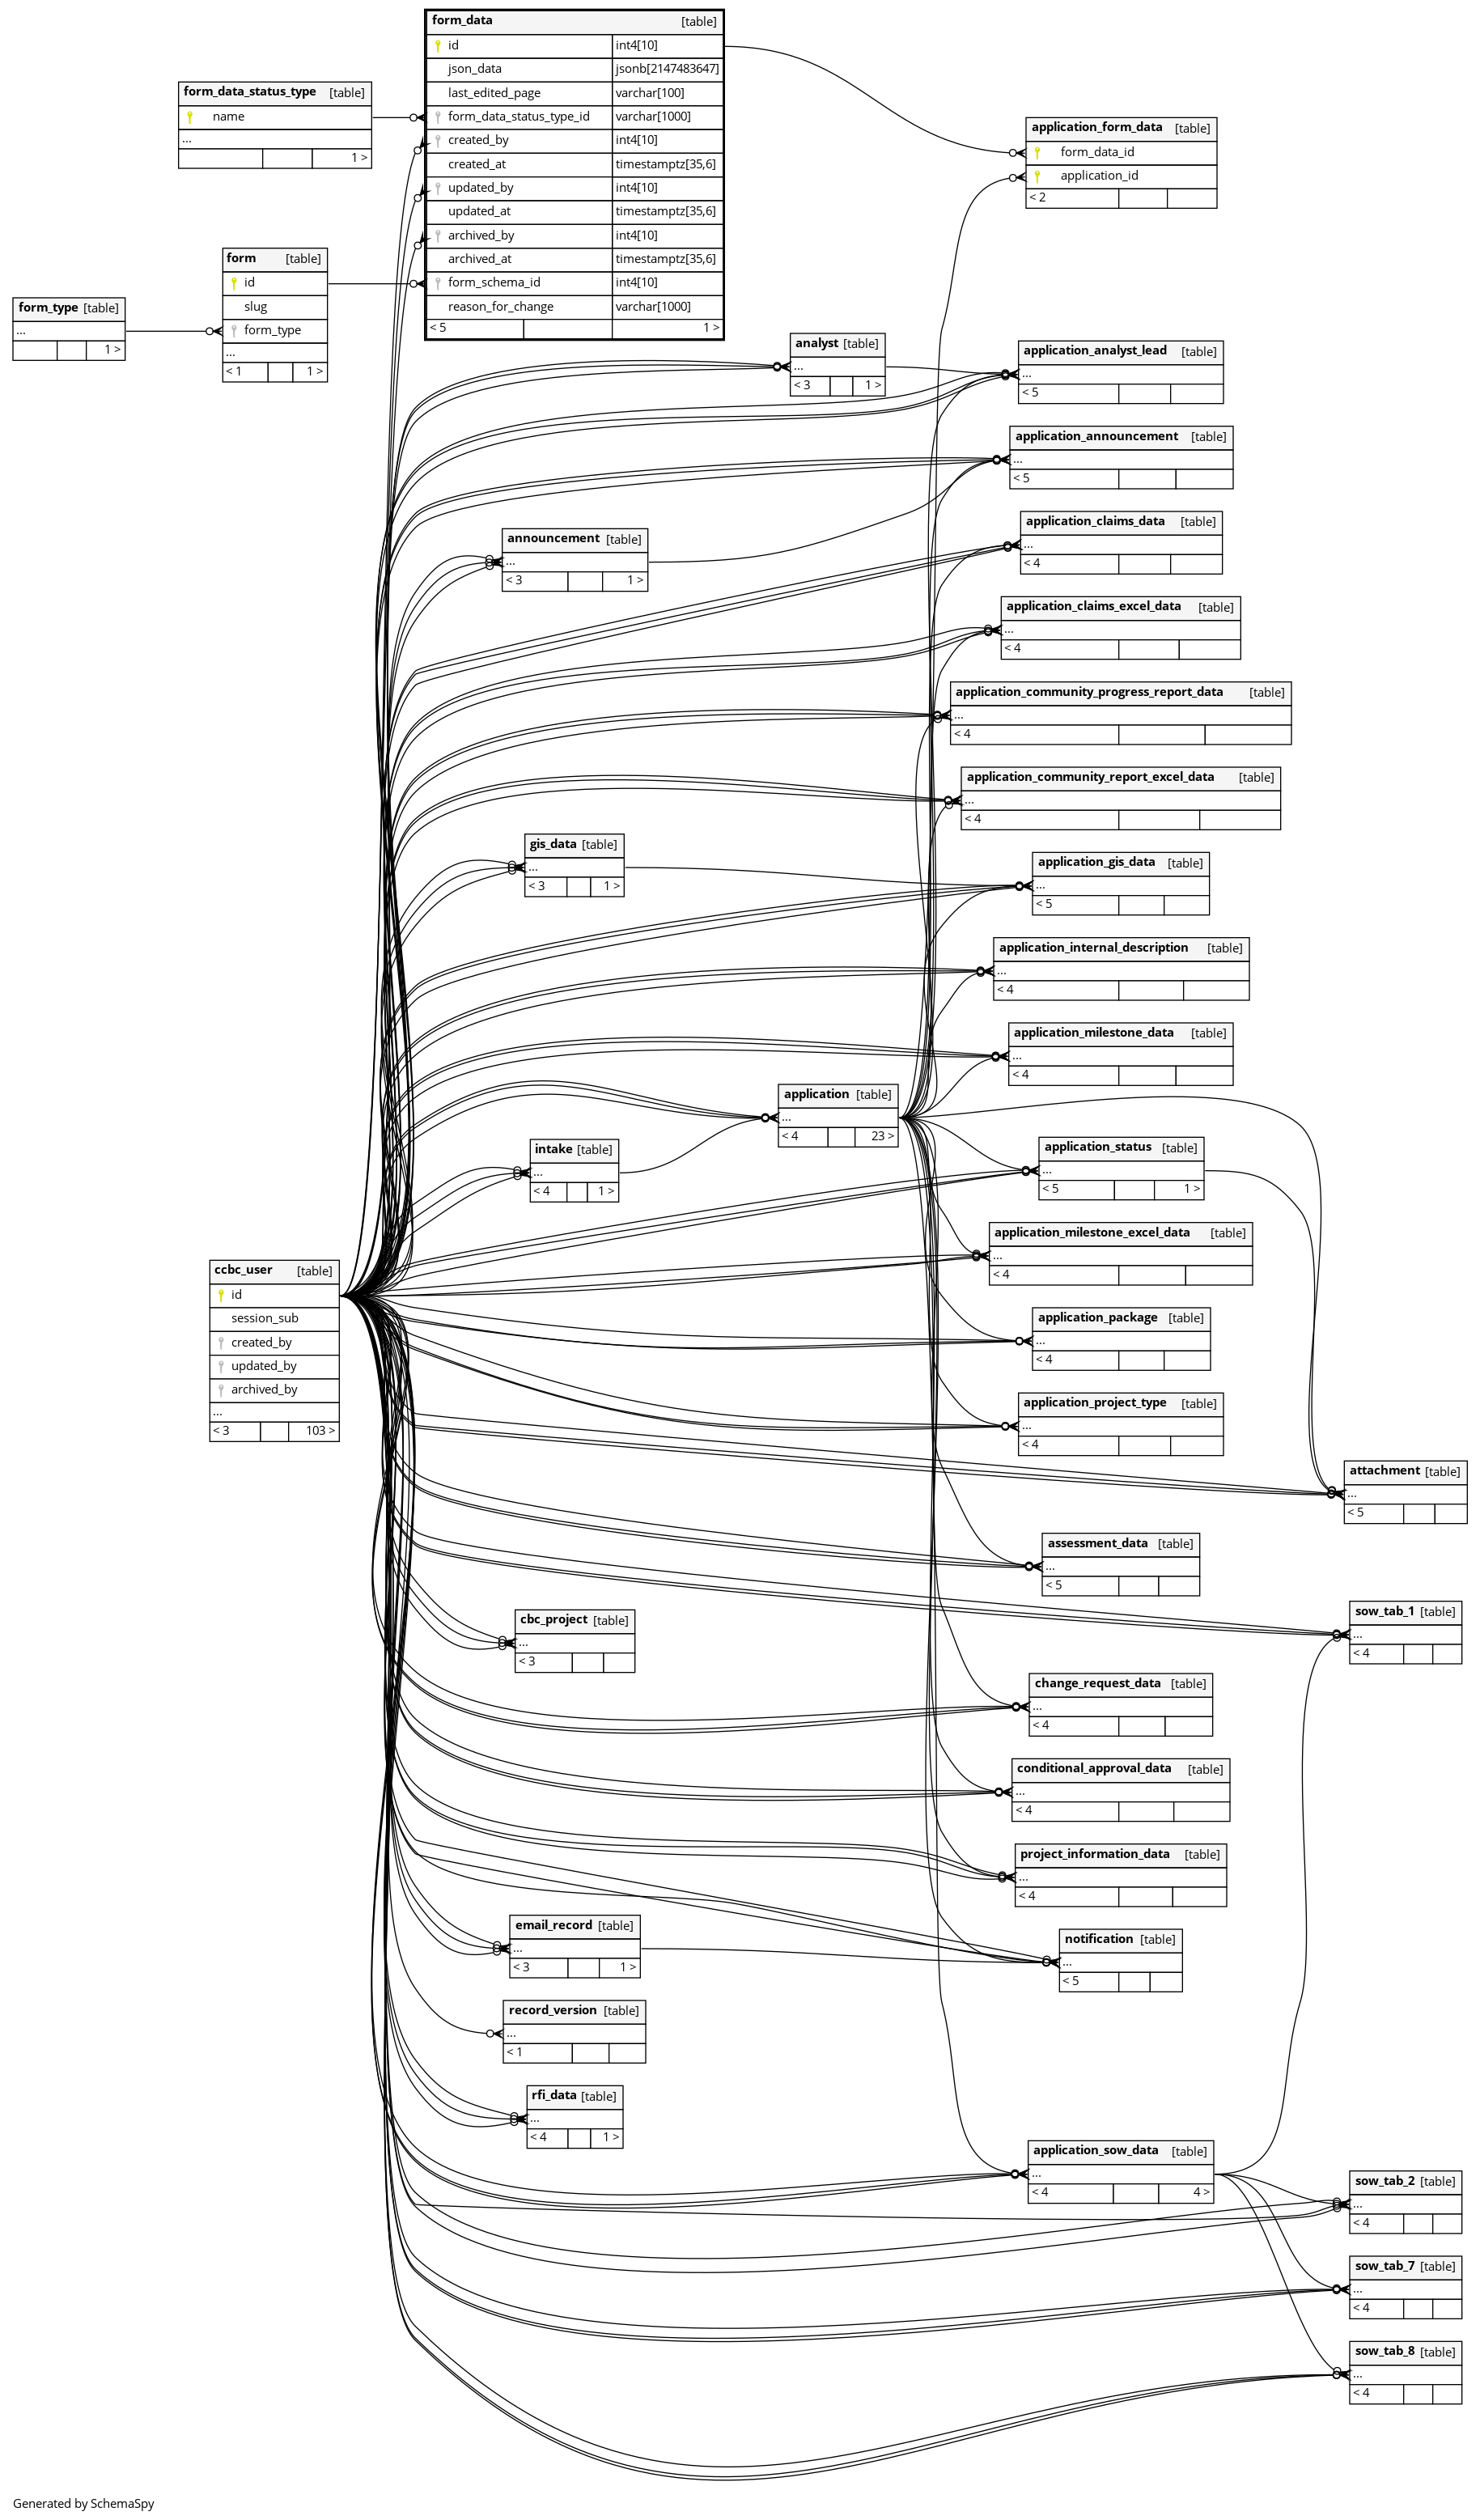 form_data [table]
id int4[10]
json_data jsonb[2147483647]
last_edited_page varchar[100]
form_data_status_type_id varchar[1000]
created_by int4[10]
created_at timestamptz[35,6]
updated_by int4[10]
updated_at timestamptz[35,6]
archived_by int4[10]
archived_at timestamptz[35,6]
form_schema_id int4[10]
reason_for_change varchar[1000]
< 5 1 >
form_data_status_type [table]
name
...
1 >
application_form_data [table]
form_data_id
application_id
< 2
form [table]
id
slug
form_type
...
< 1 1 >
form_type [table]
...
1 >
analyst [table]
...
< 3 1 >
application_analyst_lead [table]
...
< 5
application_announcement [table]
...
< 5
announcement [table]
...
< 3 1 >
application_claims_data [table]
...
< 4
application_claims_excel_data [table]
...
< 4
application_community_progress_report_data [table]
...
< 4
application_community_report_excel_data [table]
...
< 4
gis_data [table]
...
< 3 1 >
application_gis_data [table]
...
< 5
application_internal_description [table]
...
< 4
application_milestone_data [table]
...
< 4
application [table]
...
< 4 23 >
intake [table]
...
< 4 1 >
application_status [table]
...
< 5 1 >
application_milestone_excel_data [table]
...
< 4
ccbc_user [table]
id
session_sub
created_by
updated_by
archived_by
...
< 3 103 >
application_package [table]
...
< 4
application_project_type [table]
...
< 4
attachment [table]
...
< 5
assessment_data [table]
...
< 5
cbc_project [table]
...
< 3
sow_tab_1 [table]
...
< 4
change_request_data [table]
...
< 4
conditional_approval_data [table]
...
< 4
project_information_data [table]
...
< 4
email_record [table]
...
< 3 1 >
notification [table]
...
< 5
record_version [table]
...
< 1
rfi_data [table]
...
< 4 1 >
application_sow_data [table]
...
< 4 4 >
sow_tab_2 [table]
...
< 4
sow_tab_7 [table]
...
< 4
sow_tab_8 [table]
...
< 4
Generated by SchemaSpy